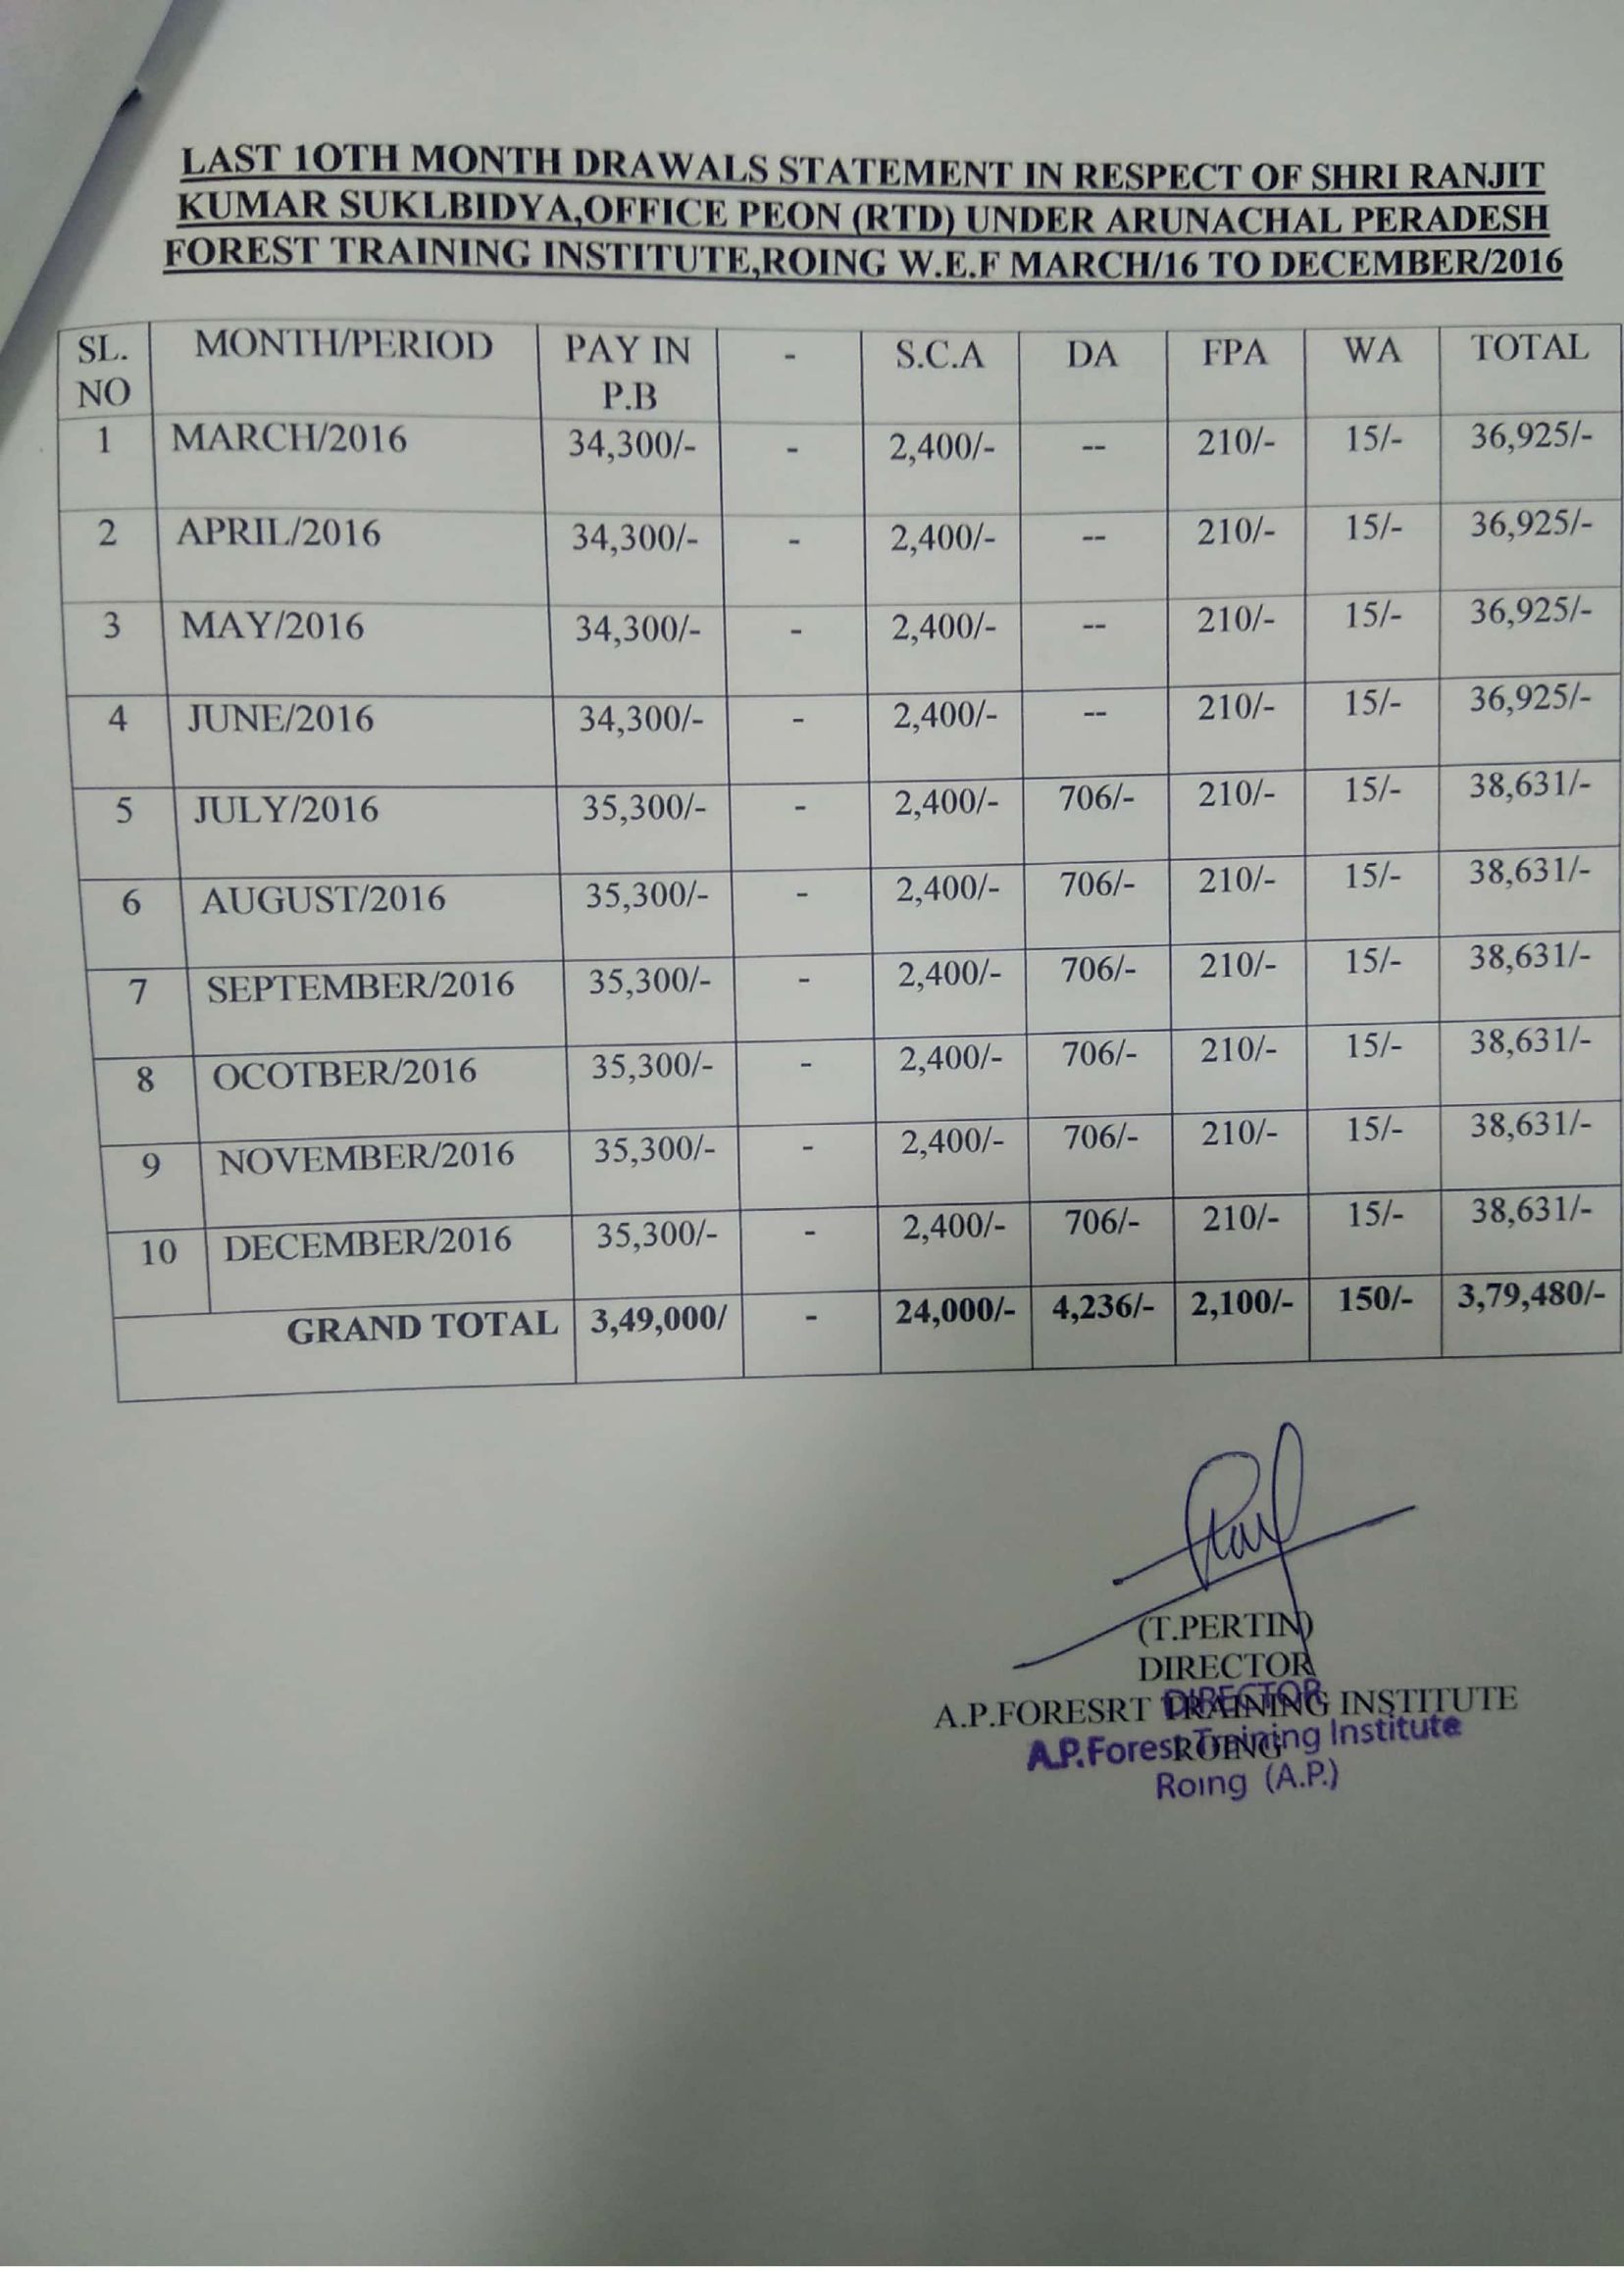 LAST 1OTH MONTH DRAWALS STATEMENT IN RESPECT OF SHRI RANJIT
KUMAR SUKLBIDYA,OFFICE PEON (RTD) UNDER ARUNACHAL PERADESH
FOREST TRAINING INSTITUTE,ROING W.E.F MARCH/16 TO DECEMBER/2016
SL. NO MONTH/PERIOD PAY IN P.B - S.C.A DA FPA WA TOTAL
1 MARCH/2016 34,300/- - 2,400/- -- 210/- 15/- 36,925/-
2 APRIL/2016 34,300/- - 2,400/- -- 210/- 15/- 36,925/-
3 MAY/2016 34,300/- - 2,400/- -- 210/- 15/- 36,925/-
4 JUNE/2016 34,300/- - 2,400/- -- 210/- 15/- 36,925/-
5 JULY/2016 35,300/- - 2,400/- 706/- 210/- 15/- 38,631/-
6 AUGUST/2016 35,300/- - 2,400/- 706/- 210/- 15/- 38,631/-
7 SEPTEMBER/2016 35,300/- - 2,400/- 706/- 210/- 15/- 38,631/-
8 OCOTBER/2016 35,300/- - 2,400/- 706/- 210/- 15/- 38,631/-
9 NOVEMBER/2016 35,300/- - 2,400/- 706/- 210/- 15/- 38,631/-
10 DECEMBER/2016 35,300/- - 2,400/- 706/- 210/- 15/- 38,631/-
GRAND TOTAL 3,49,000/ - 24,000/- 4,236/- 2,100/- 150/- 3,79,480/-
(T.PERTIN)
DIRECTOR
DIRECTOR
A.P.FORESRT TRAINING INSTITUTE
ROING
A.P.Forest Training Institute
Roing (A.P.)